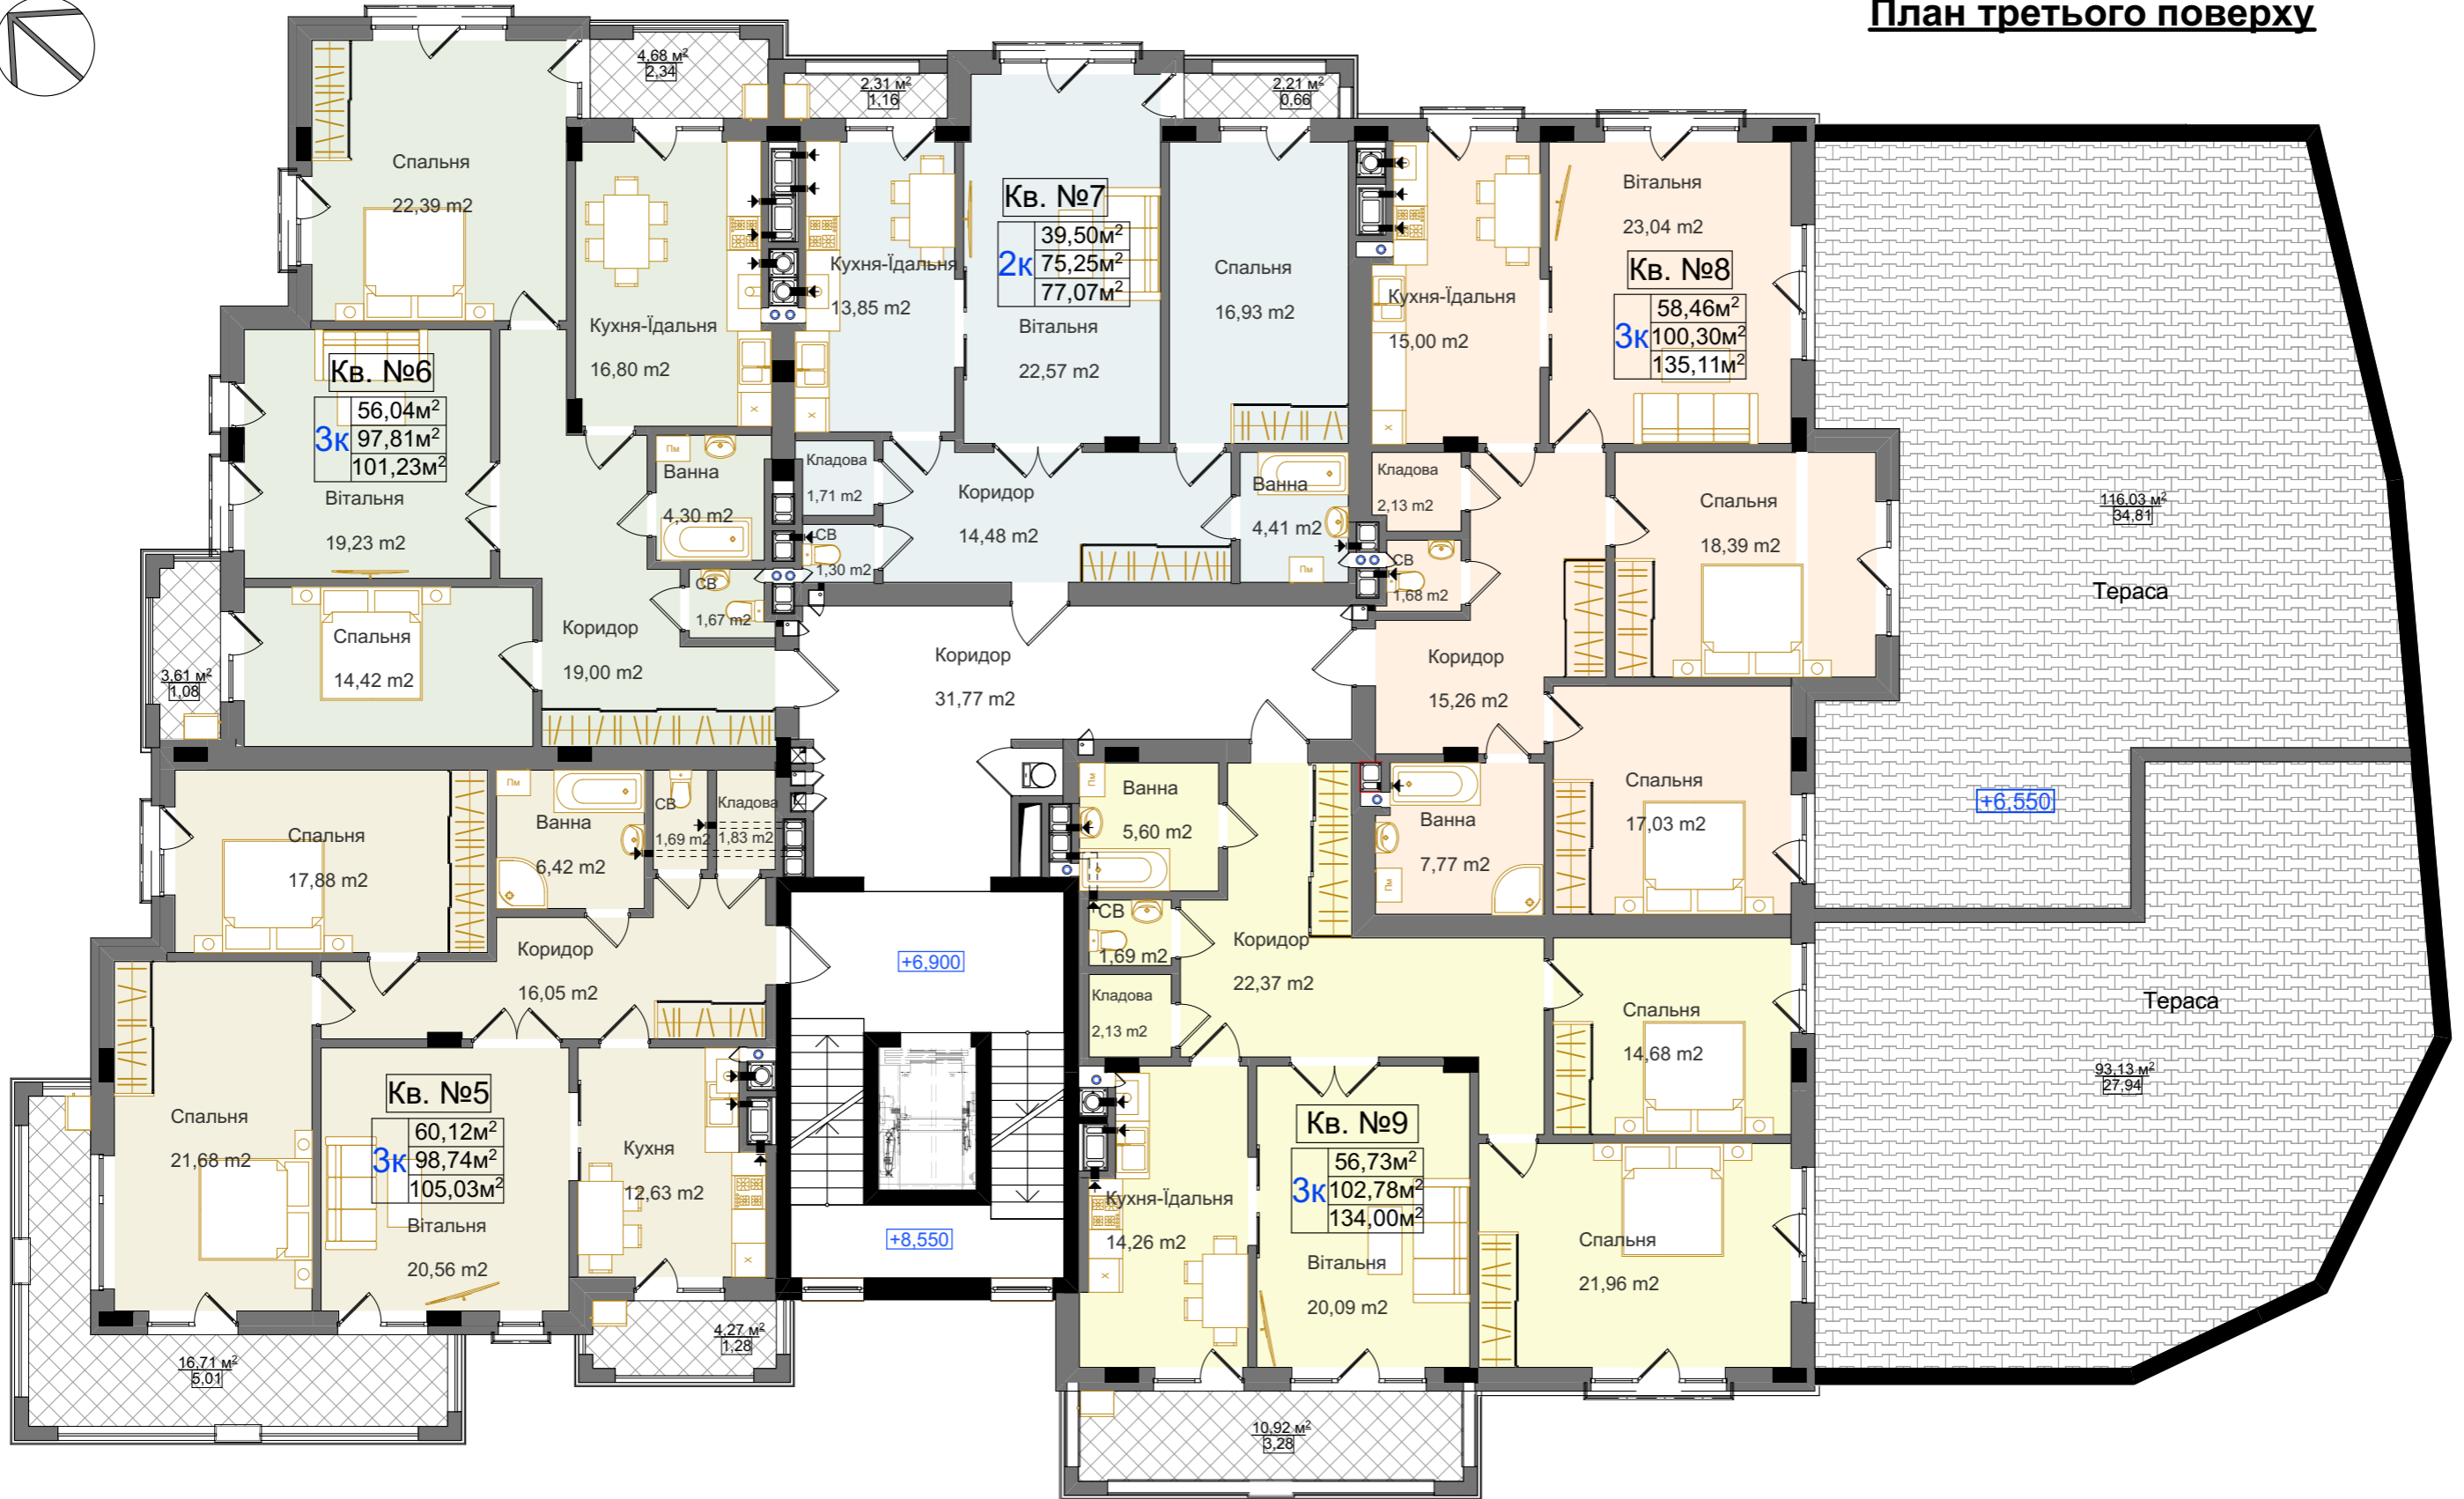 План третього поверху
4,68 м²
2,34
2,31 м²
1,16
2,21 м²
0,66
Спальня
22,39 m2
Кухня-Їдальня
16,80 m2
Кв. №6
3к
56,04м²
97,81м²
101,23м²
Вітальня
19,23 m2
Ванна
4,30 m2
Пм
СВ
1,67 m2
Спальня
14,42 m2
Коридор
19,00 m2
3,61 м²
1,08
Кухня-Їдальня
13,85 m2
Кв. №7
2к
39,50м²
75,25м²
77,07м²
Вітальня
22,57 m2
Спальня
16,93 m2
Кладова
1,71 m2
СВ
1,30 m2
Коридор
14,48 m2
Ванна
4,41 m2
Пм
Кухня-Їдальня
15,00 m2
Вітальня
23,04 m2
Кв. №8
3к
58,46м²
100,30м²
135,11м²
Кладова
2,13 m2
СВ
1,68 m2
Спальня
18,39 m2
Коридор
15,26 m2
Спальня
17,03 m2
Ванна
7,77 m2
Пм
116,03 м²
34,81
Тераса
+6,550
Коридор
31,77 m2
Спальня
17,88 m2
Пм
Ванна
6,42 m2
СВ
1,69 m2
Кладова
1,83 m2
Коридор
16,05 m2
Спальня
21,68 m2
Кв. №5
3к
60,12м²
98,74м²
105,03м²
Вітальня
20,56 m2
Кухня
12,63 m2
16,71 м²
5,01
4,27 м²
1,28
+6,900
+8,550
Пм
Ванна
5,60 m2
СВ
1,69 m2
Кладова
2,13 m2
Коридор
22,37 m2
Спальня
14,68 m2
Кв. №9
3к
56,73м²
102,78м²
134,00м²
Кухня-Їдальня
14,26 m2
Вітальня
20,09 m2
Спальня
21,96 m2
10,92 м²
3,28
Тераса
93,13 м²
27,94